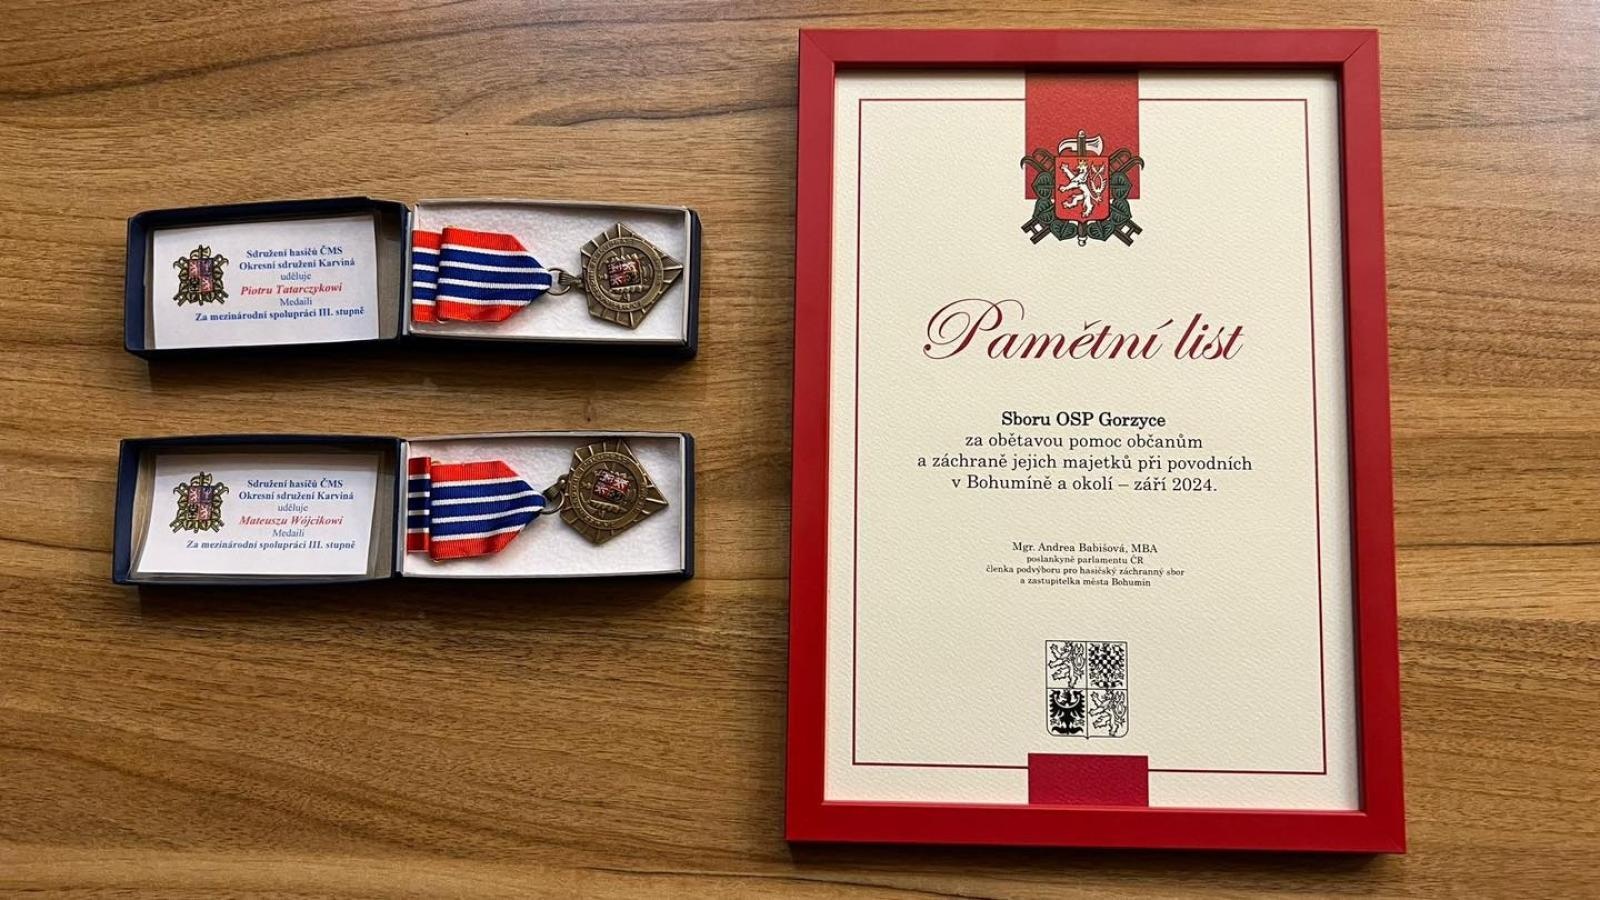 Sdružení hasičů ČMS
Okresní sdružení Karviná
uděluje
Piotru Tatarczykowi
Medaili
Za mezinárodní spolupráci III. stupně
Sdružení hasičů ČMS
Okresní sdružení Karviná
uděluje
Mateuszu Wójcikowi
Medaili
Za mezinárodní spolupráci III. stupně
Pamětní list
Sboru OSP Gorzyce
za obětavou pomoc občanům
a záchraně jejich majetků při povodních
v Bohumíně a okolí – září 2024.
Mgr. Andrea Babišová, MBA
poslankyně parlamentu ČR
členka podvýboru pro hasičský záchranný sbor
a zastupitelka města Bohumín